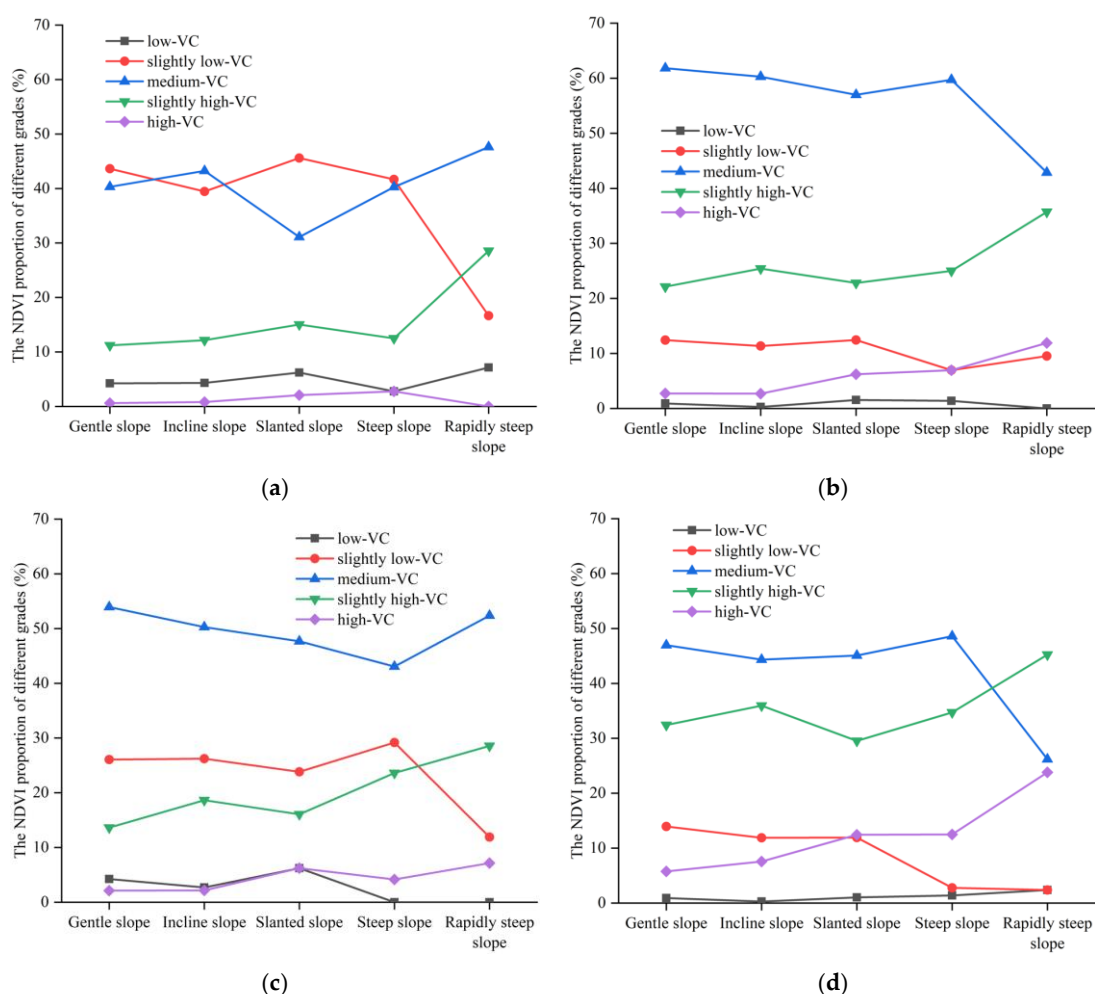 The NDVI proportion of different grades (%)
70
60
50
40
30
20
10
0
low-VC
slightly low-VC
medium-VC
slightly high-VC
high-VC
Gentle slope
Incline slope
Slanted slope
Steep slope
Rapidly steep
slope
(a)
The NDVI proportion of different grades (%)
70
60
50
40
30
20
10
0
low-VC
slightly low-VC
medium-VC
slightly high-VC
high-VC
Gentle slope
Incline slope
Slanted slope
Steep slope
Rapidly steep
slope
(b)
The NDVI proportion of different grades (%)
70
60
50
40
30
20
10
0
low-VC
slightly low-VC
medium-VC
slightly high-VC
high-VC
Gentle slope
Incline slope
Slanted slope
Steep slope
Rapidly steep
slope
(c)
The NDVI proportion of different grades (%)
70
60
50
40
30
20
10
0
low-VC
slightly low-VC
medium-VC
slightly high-VC
high-VC
Gentle slope
Incline slope
Slanted slope
Steep slope
Rapidly steep
slope
(d)